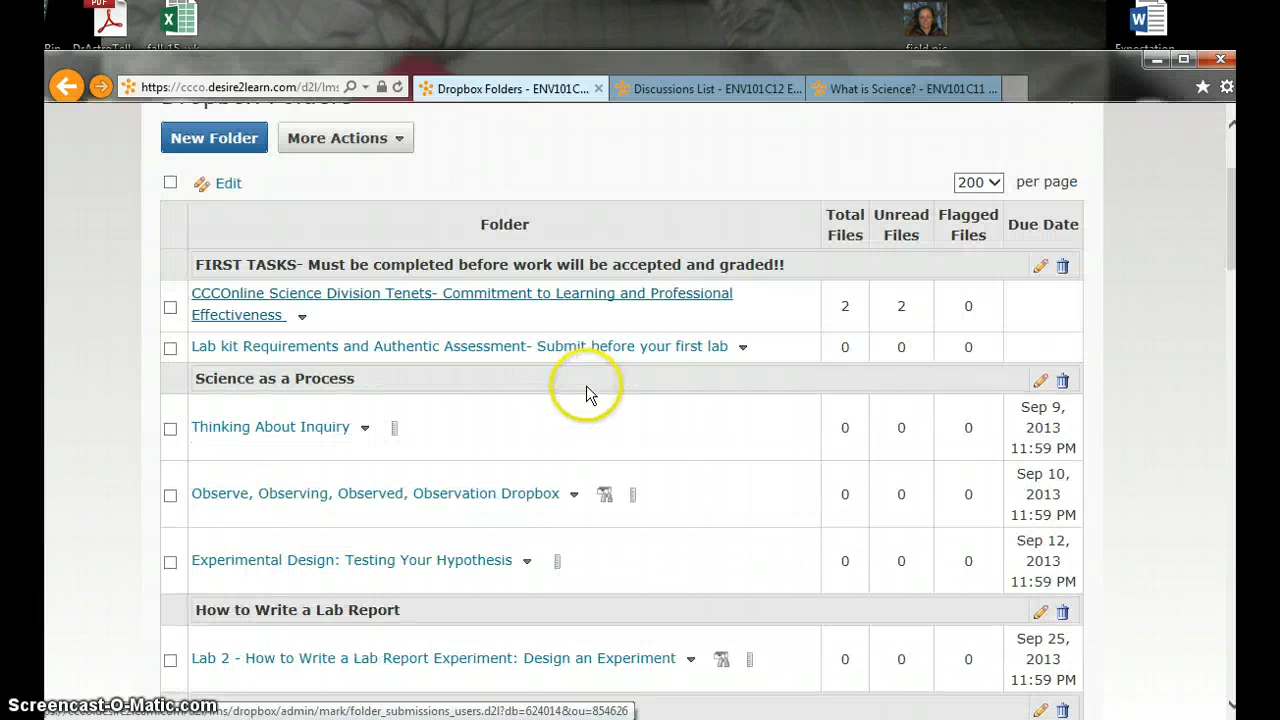 PDF
Bin
DrAstroTell
fall 15 wk
field pic
Expectation
https://ccco.desire2learn.com/d2l/lms
Dropbox Folders - ENV101C...
Discussions List - ENV101C12 E...
What is Science? - ENV101C11 ...
Dropbox Folders
New Folder
More Actions
Edit
200 per page
Folder
Total Files
Unread Files
Flagged Files
Due Date
FIRST TASKS- Must be completed before work will be accepted and graded!!
CCCOnline Science Division Tenets- Commitment to Learning and Professional
Effectiveness
2 2 0
Lab kit Requirements and Authentic Assessment- Submit before your first lab 0 0 0
Science as a Process
Thinking About Inquiry 0 0 0
Sep 9,
2013
11:59 PM
Observe, Observing, Observed, Observation Dropbox 0 0 0
Sep 10,
2013
11:59 PM
Experimental Design: Testing Your Hypothesis 0 0 0
Sep 12,
2013
11:59 PM
How to Write a Lab Report
Lab 2 - How to Write a Lab Report Experiment: Design an Experiment 0 0 0
Sep 25,
2013
11:59 PM
Screencast-O-Matic.com
/lms/dropbox/admin/mark/folder_submissions_users.d2l?db=624014&ou=854626